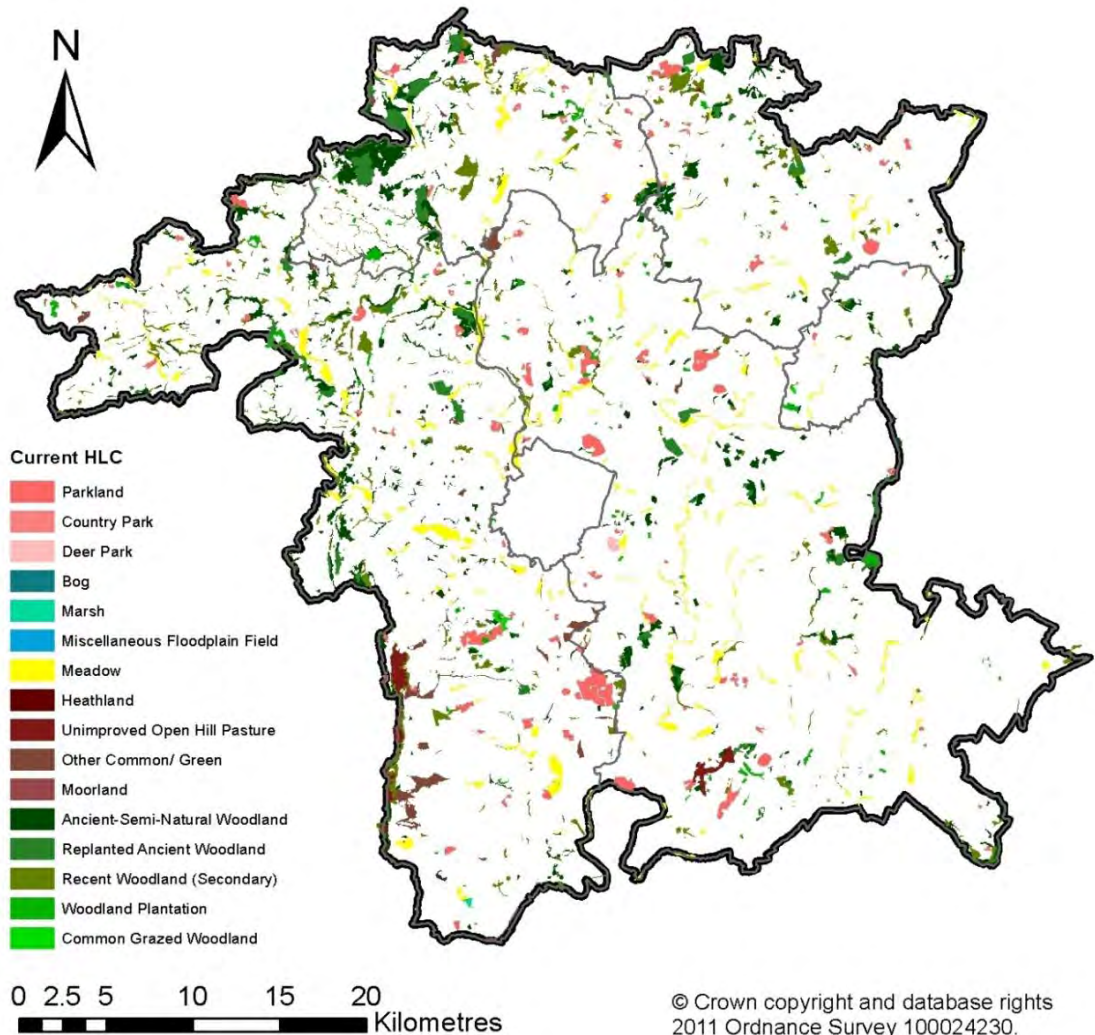 N
Current HLC
Parkland
Country Park
Deer Park
Bog
Marsh
Miscellaneous Floodplain Field
Meadow
Heathland
Unimproved Open Hill Pasture
Other Common/ Green
Moorland
Ancient-Semi-Natural Woodland
Replanted Ancient Woodland
Recent Woodland (Secondary)
Woodland Plantation
Common Grazed Woodland
0 2.5 5 10 15 20
Kilometres
© Crown copyright and database rights
2011 Ordnance Survey 100024230.